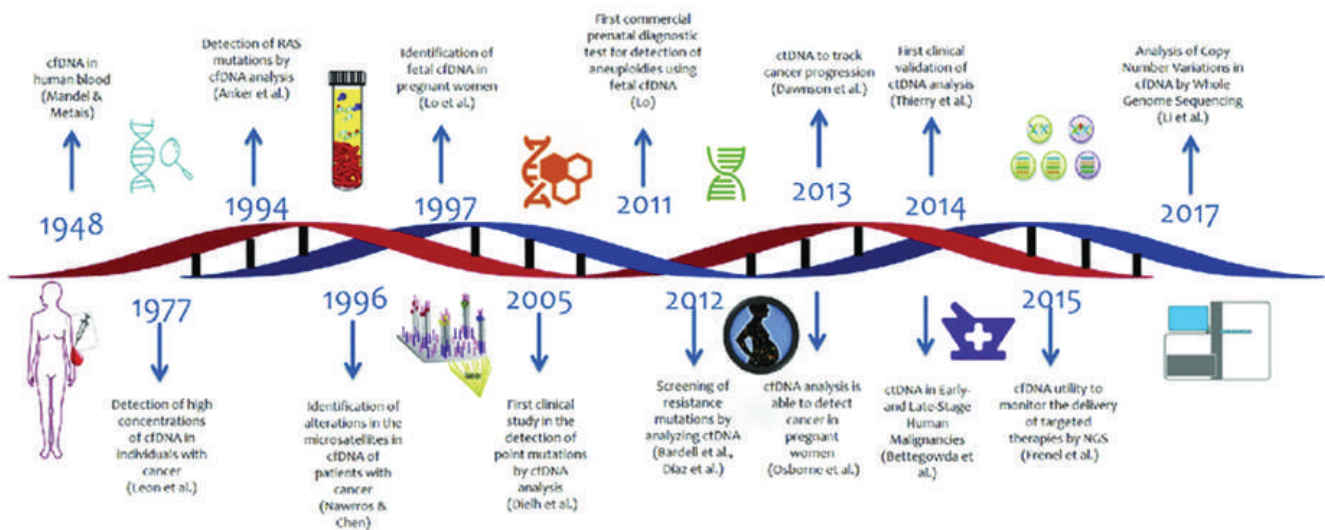 cfDNA in
human blood
(Mandel &
Metais)
1948
Detection of RAS
mutations by
cfDNA analysis
(Anker et al.)
1994
Identification of
fetal cfDNA in
pregnant women
(Lo et al.)
1997
First commercial
prenatal diagnostic
test for detection of
aneuploidies using
fetal cfDNA
(Lo)
2011
ctDNA to track
cancer progression
(Dawnson et al.)
2013
First clinical
validation of
ctDNA analysis
(Thierry et al.)
2014
Analysis of Copy
Number Variations in
cfDNA by Whole
Genome Sequencing
(Li et al.)
2017
1977
Detection of high
concentrations
of cfDNA in
individuals with
cancer
(Leon et al.)
1996
Identification of
alterations in the
microsatellites in
cfDNA of
patients with
cancer
(Nawrros &
Chen)
2005
First clinical
study in the
detection of
point mutations
by cfDNA
analysis
(Dielh et al.)
2012
Screening of
resistance
mutations by
analyzing ctDNA
(Bardell et al.,
Diaz et al.)
cfDNA analysis is
able to detect
cancer in
pregnant
women
(Osborne et al.)
ctDNA in Early-
and Late-Stage
Human
Malignancies
(Bettegowda et
al.)
2015
cfDNA utility to
monitor the delivery
of targeted
therapies by NGS
(Frenel et al.)